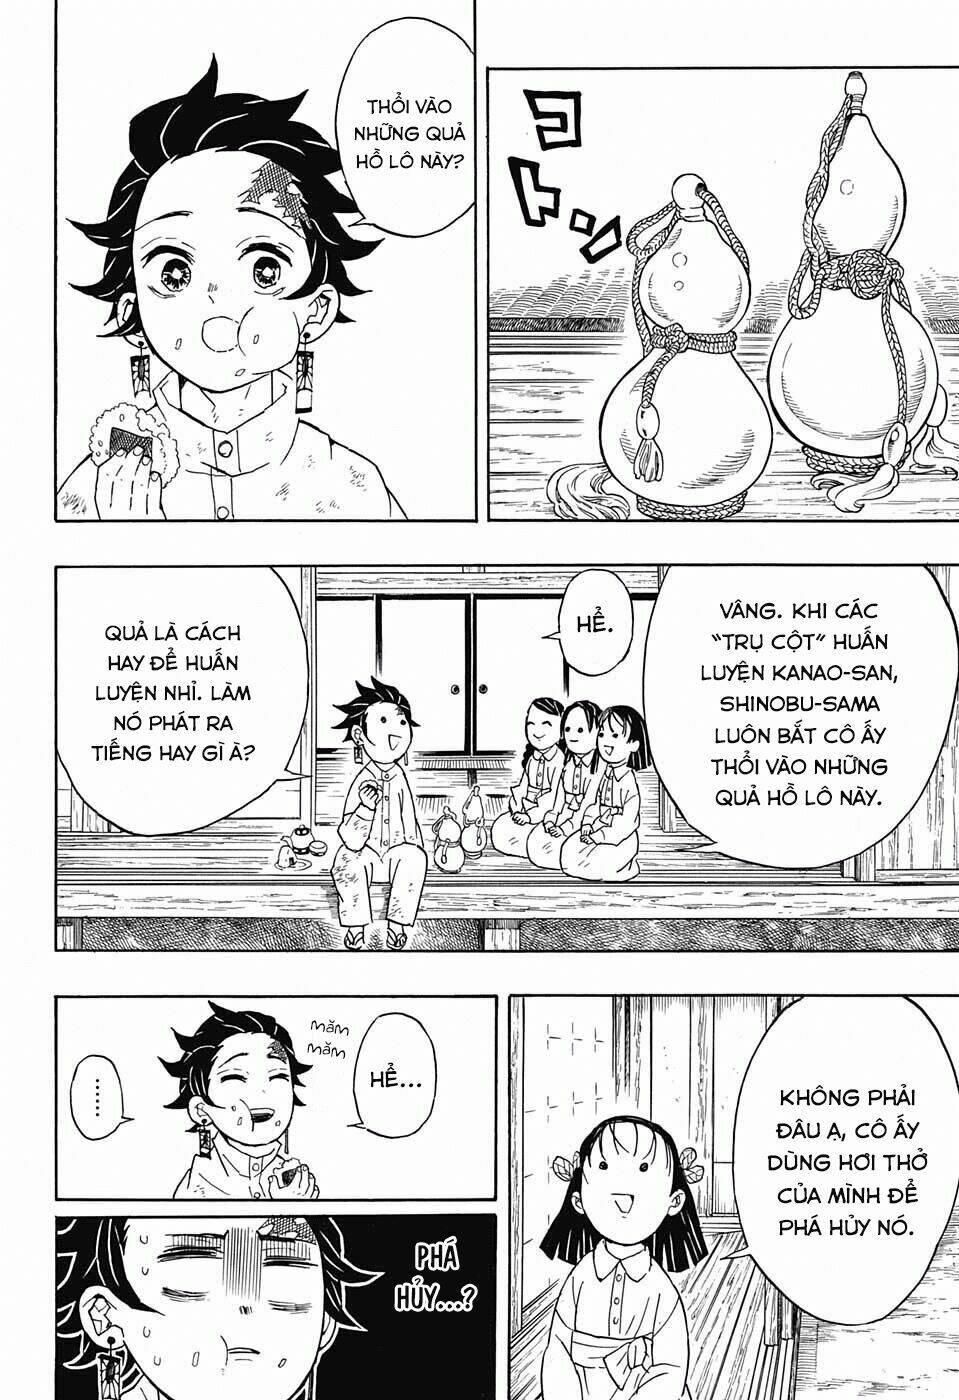 コトン
THỔI VÀO
NHỮNG QUẢ
HỒ LÔ NÀY?
VÂNG. KHI CÁC
"TRỤ CỘT" HUẤN
LUYỆN KANAO-SAN,
SHINOBU-SAMA
LUÔN BẮT CÔ ẤY
THỔI VÀO NHỮNG
QUẢ HỒ LÔ NÀY.
HỂ.
QUẢ LÀ CÁCH
HAY ĐỂ HUẤN
LUYỆN NHỈ. LÀM
NÓ PHÁT RA
TIẾNG HAY GÌ À?
KHÔNG PHẢI
ĐÂU Ạ, CÔ ẤY
DÙNG HƠI THỞ
CỦA MÌNH ĐỂ
PHÁ HỦY NÓ.
HỂ...
măm
măm
......
PHÁ
HỦY...?